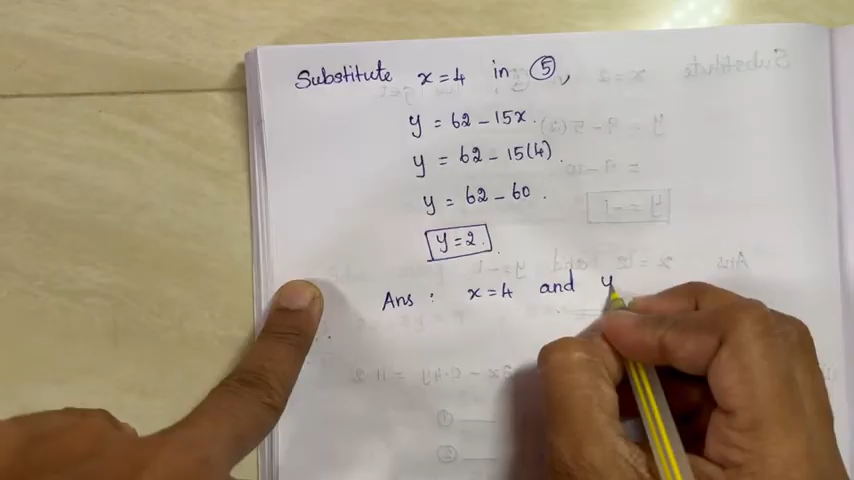 Substitute x = 4 in ⑤,
y = 62 - 15x.
y = 62 - 15(4).
y = 62 - 60.
y = 2.
Ans : x = 4 and y